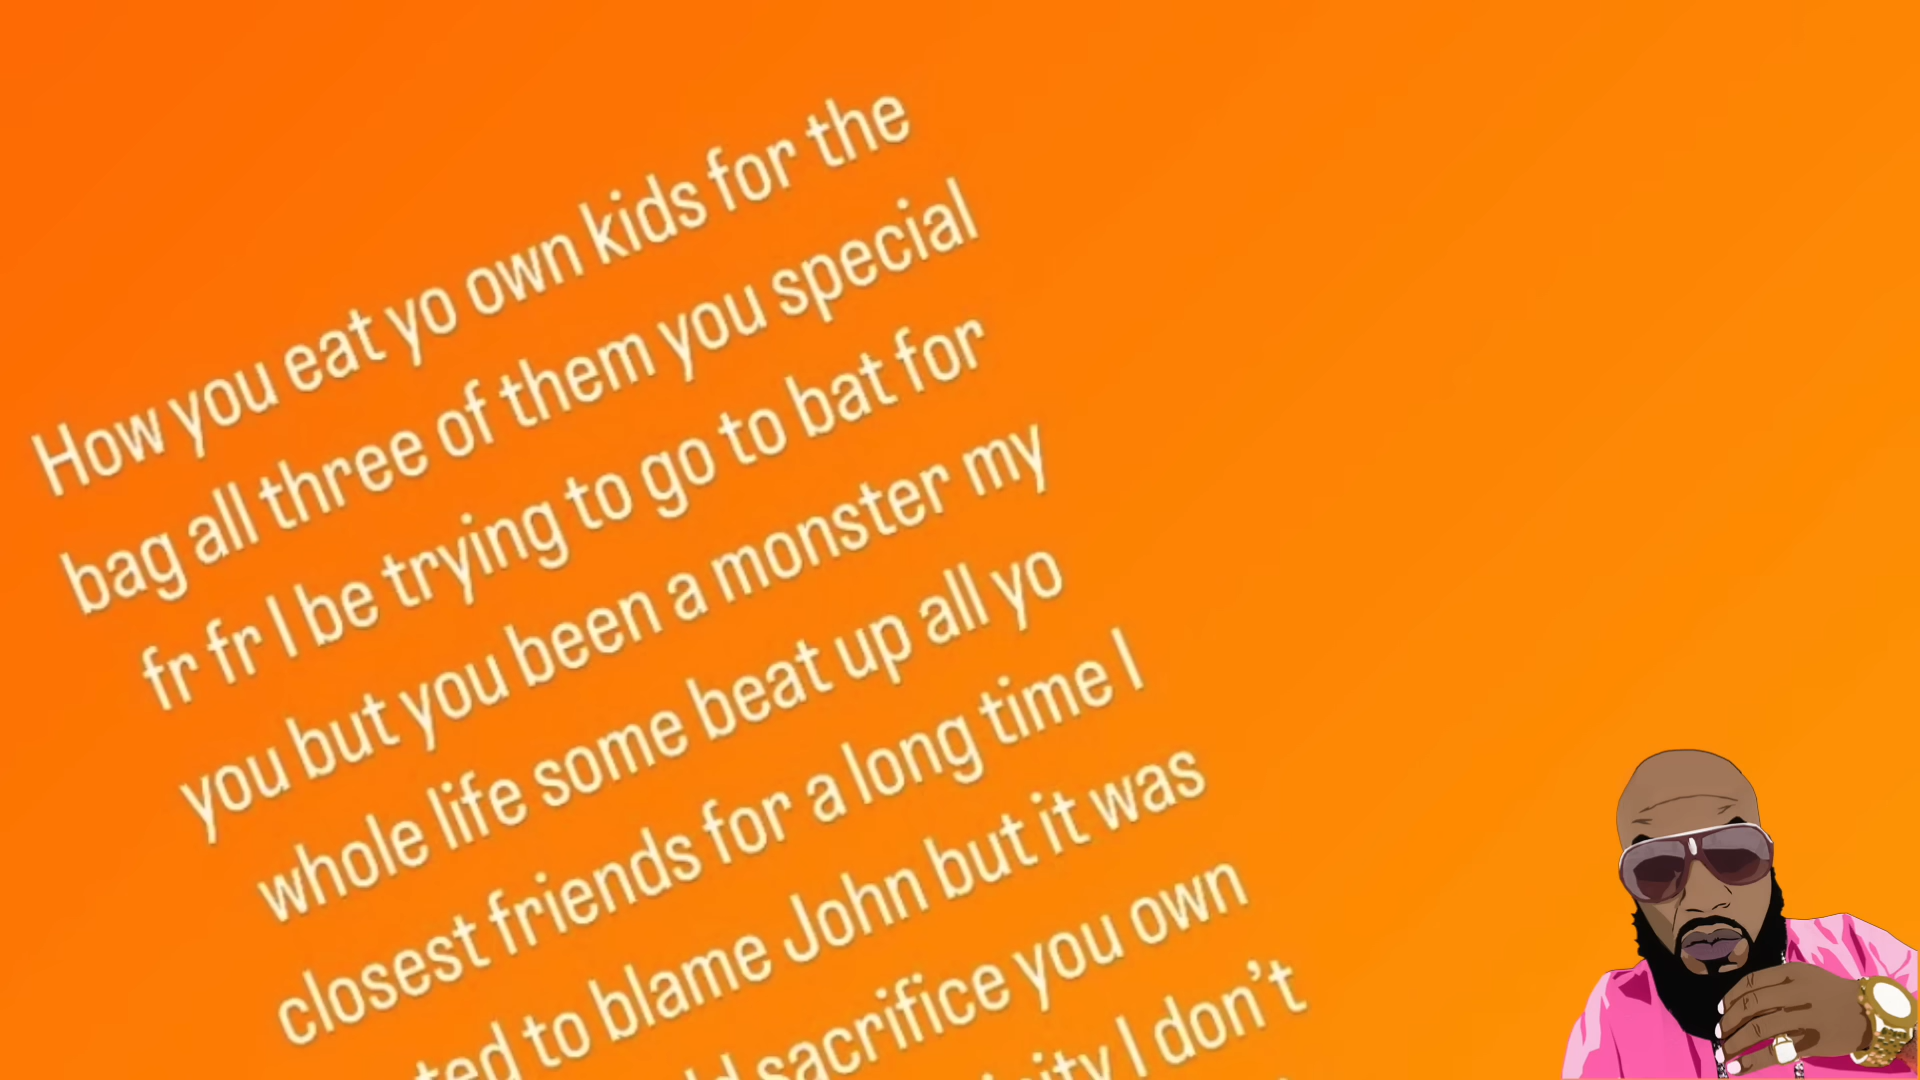 How you eat yo own kids for the
bag all three of them you special
fr fr I be trying to go to bat for
you but you been a monster my
whole life some beat up all yo
closest friends for a long time I
to blame John but it was
sacrifice you own
I don't